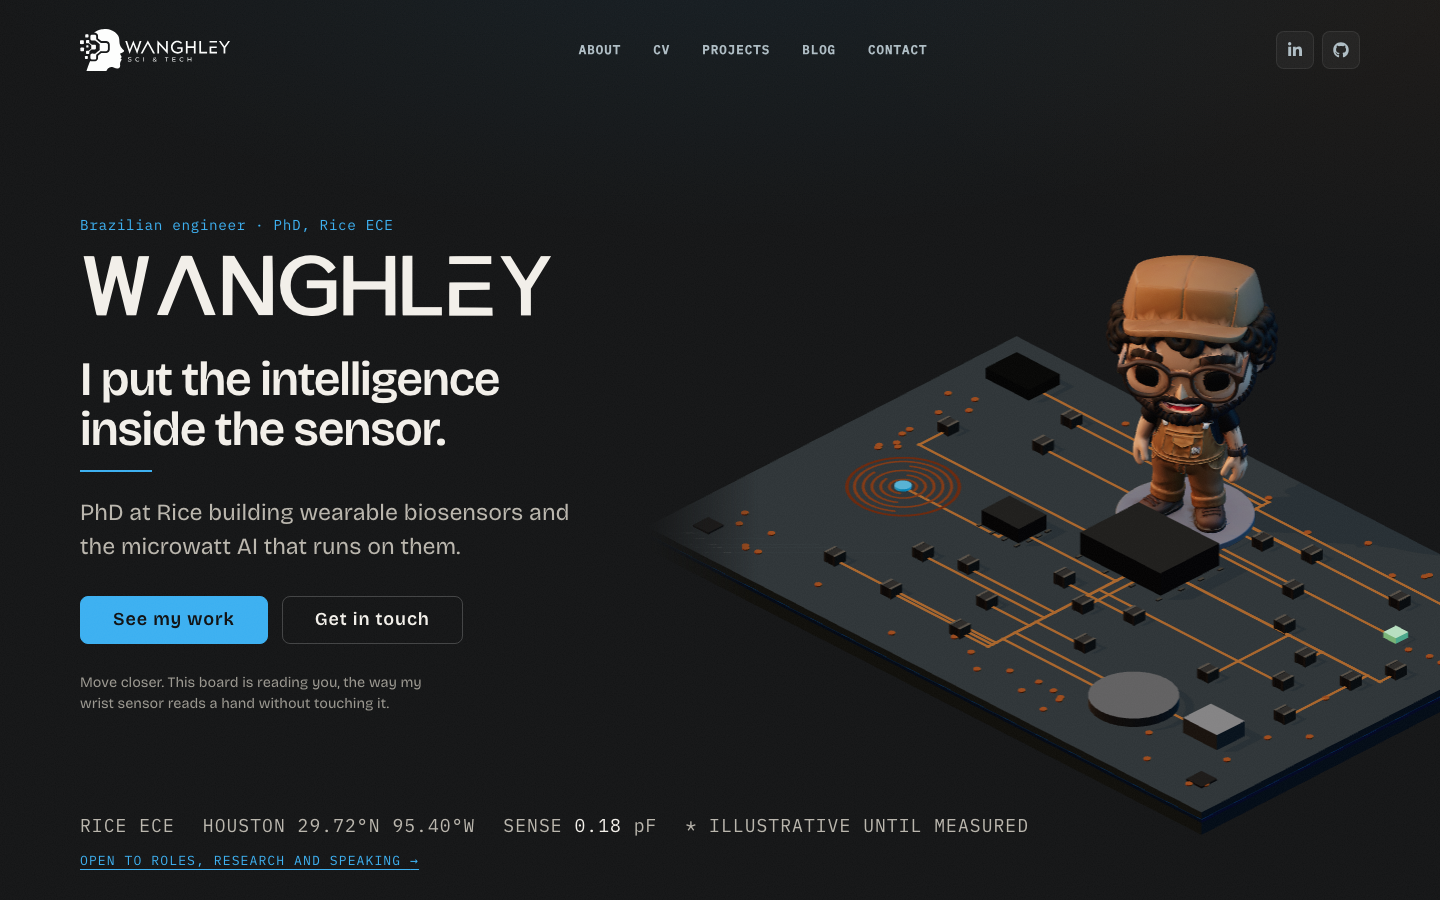 WANGHLEY
SCI & TECH
ABOUT CV PROJECTS BLOG CONTACT
in
Brazilian engineer · PhD, Rice ECE
WANGHLEY
I put the intelligence
inside the sensor.
PhD at Rice building wearable biosensors and
the microwatt AI that runs on them.
See my work Get in touch
Move closer. This board is reading you, the way my
wrist sensor reads a hand without touching it.
RICE ECE HOUSTON 29.72°N 95.40°W SENSE 0.18 pF * ILLUSTRATIVE UNTIL MEASURED
OPEN TO ROLES, RESEARCH AND SPEAKING →